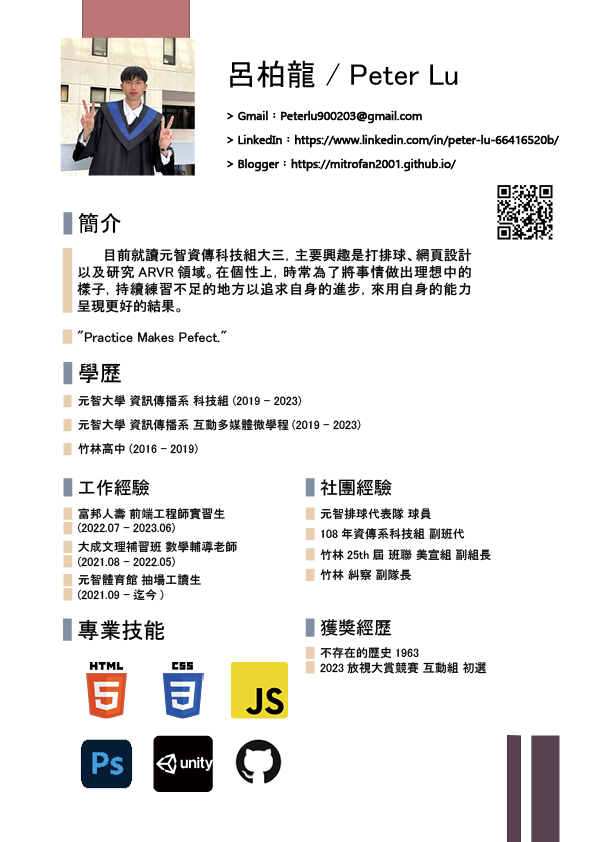 呂柏龍 / Peter Lu
> Gmail：Peterlu900203@gmail.com
> LinkedIn：https://www.linkedin.com/in/peter-lu-66416520b/
> Blogger：https://mitrofan2001.github.io/
簡介
目前就讀元智資傳科技組大三，主要興趣是打排球、網頁設計
以及研究 ARVR 領域。在個性上，時常為了將事情做出理想中的
樣子，持續練習不足的地方以追求自身的進步，來用自身的能力
呈現更好的結果。
"Practice Makes Pefect."
學歷
元智大學 資訊傳播系 科技組 (2019 - 2023)
元智大學 資訊傳播系 互動多媒體微學程 (2019 - 2023)
竹林高中 (2016 - 2019)
工作經驗
富邦人壽 前端工程師實習生
(2022.07 - 2023.06)
大成文理補習班 數學輔導老師
(2021.08 - 2022.05)
元智體育館 抽場工讀生
(2021.09 - 迄今 )
社團經驗
元智排球代表隊 球員
108 年資傳系科技組 副班代
竹林 25th 屆 班聯 美宣組 副組長
竹林 糾察 副隊長
專業技能
HTML
5
CSS
3
JS
Ps
unity
獲獎經歷
不存在的歷史 1963
2023 放視大賞競賽 互動組 初選